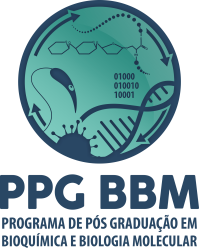 01000
010010
10001
PPG BBM
PROGRAMA DE PÓS GRADUAÇÃO EM
BIOQUÍMICA E BIOLOGIA MOLECULAR